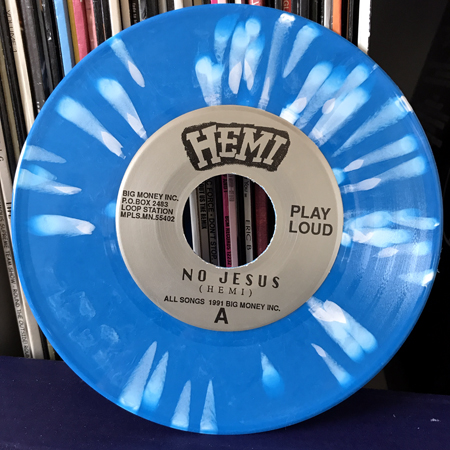 HEMI
BIG MONEY INC.
P.O.BOX 2483
LOOP STATION
MPLS.MN.55402
PLAY
LOUD
NO JESUS
(HEMI)
ALL SONGS 1991 BIG MONEY INC.
A